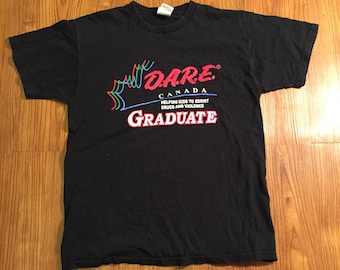 D.A.R.E.®
CANADA
HELPING KIDS TO RESIST
DRUGS AND VIOLENCE
GRADUATE